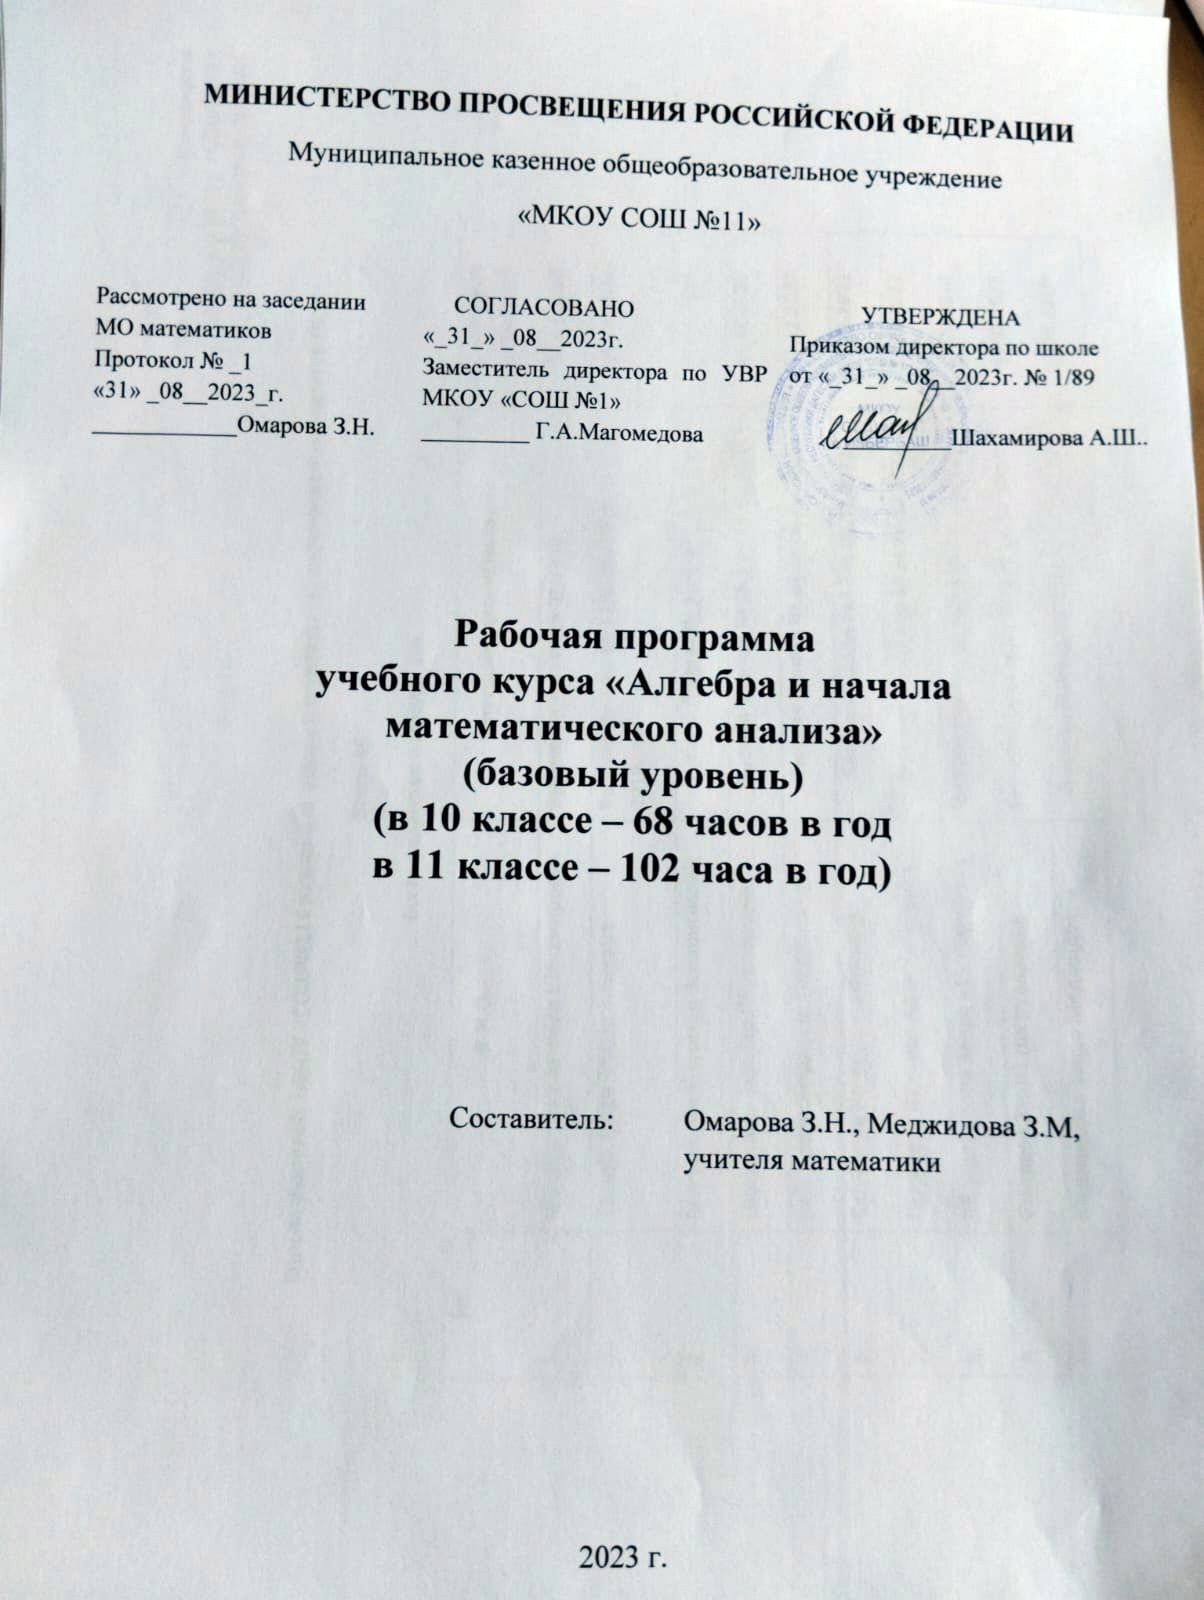 МИНИСТЕРСТВО ПРОСВЕЩЕНИЯ РОССИЙСКОЙ ФЕДЕРАЦИИ
Муниципальное казенное общеобразовательное учреждение
«МКОУ СОШ №11»
Рассмотрено на заседании
МО математиков
Протокол № _1
«31» _08__2023_г.
____________Омарова З.Н.
СОГЛАСОВАНО
«_31_» _08__2023г.
Заместитель директора по УВР
МКОУ «СОШ №1»
_________ Г.А.Магомедова
УТВЕРЖДЕНА
Приказом директора по школе
от «_31_» _08__2023г. № 1/89
_________Шахамирова А.Ш..
Рабочая программа
учебного курса «Алгебра и начала
математического анализа»
(базовый уровень)
(в 10 классе – 68 часов в год
в 11 классе – 102 часа в год)
Составитель: Омарова З.Н., Меджидова З.М,
учителя математики
2023 г.